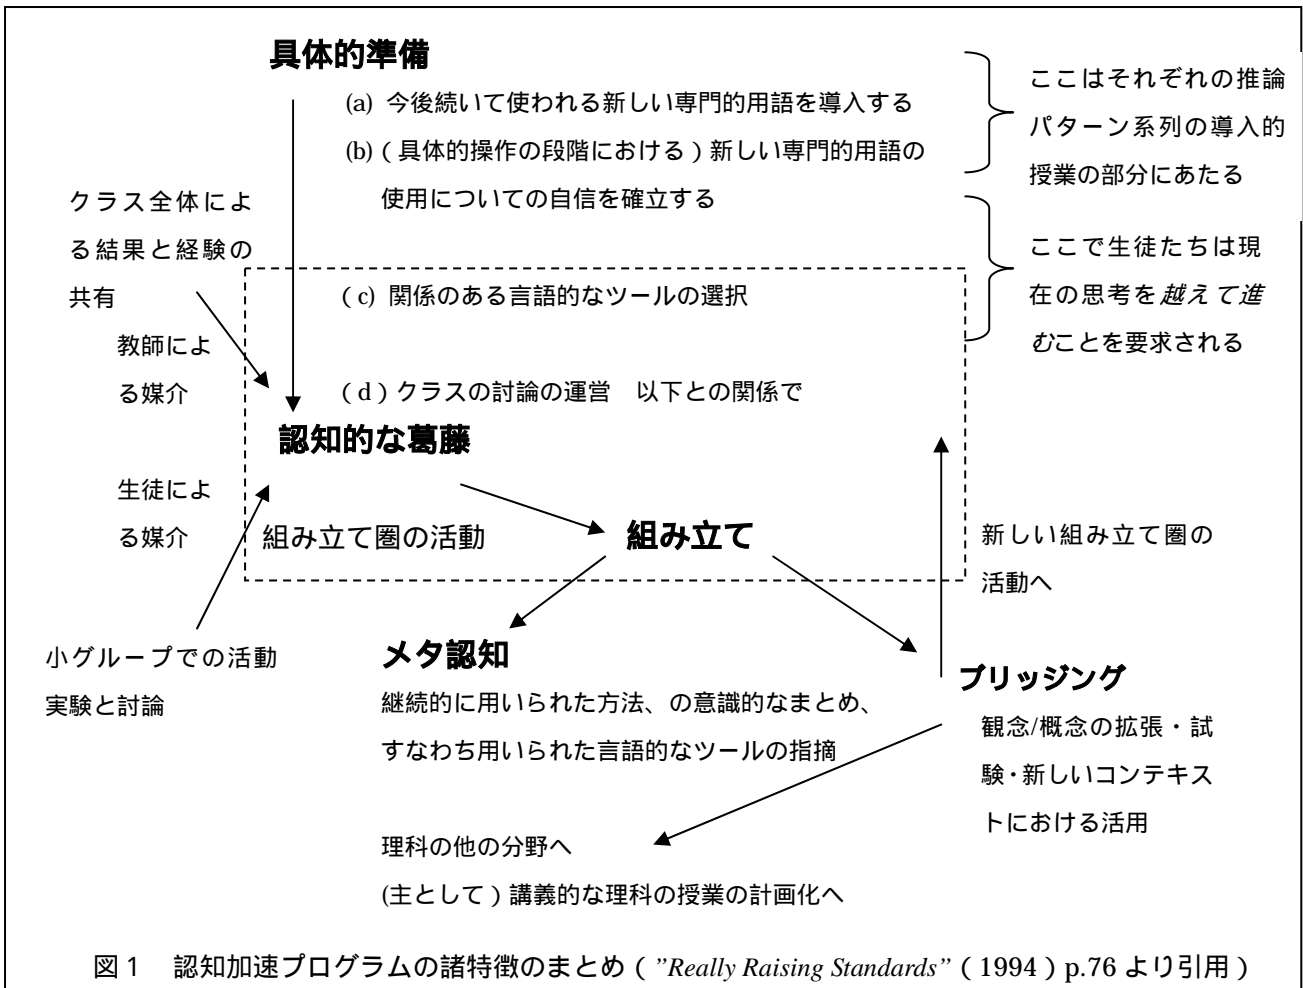 具体的準備
(a) 今後続いて使われる新しい専門的用語を導入する
(b) ( 具体的操作の段階における ) 新しい専門的用語の
使用についての自信を確立する
ここはそれぞれの推論
パターン系列の導入的
授業の部分にあたる
クラス全体によ
る結果と経験の
共有
ここで生徒たちは現
在の思考を越えて進
むことを要求される
( c) 関係のある言語的なツールの選択
教師によ
る媒介
( d ) クラスの討論の運営 以下との関係で
認知的な葛藤
生徒によ
る媒介
組み立て圏の活動
組み立て
新しい組み立て圏の
活動へ
小グループでの活動
実験と討論
メタ認知
継続的に用いられた方法、の意識的なまとめ、
すなわち用いられた言語的なツールの指摘
ブリッジング
観念/概念の拡張・試
験・新しいコンテキス
トにおける活用
理科の他の分野へ
(主として ) 講義的な理科の授業の計画化へ
図 1 認知加速プログラムの諸特徴のまとめ ( ”Really Raising Standards” ( 1994 ) p.76 より引用 )